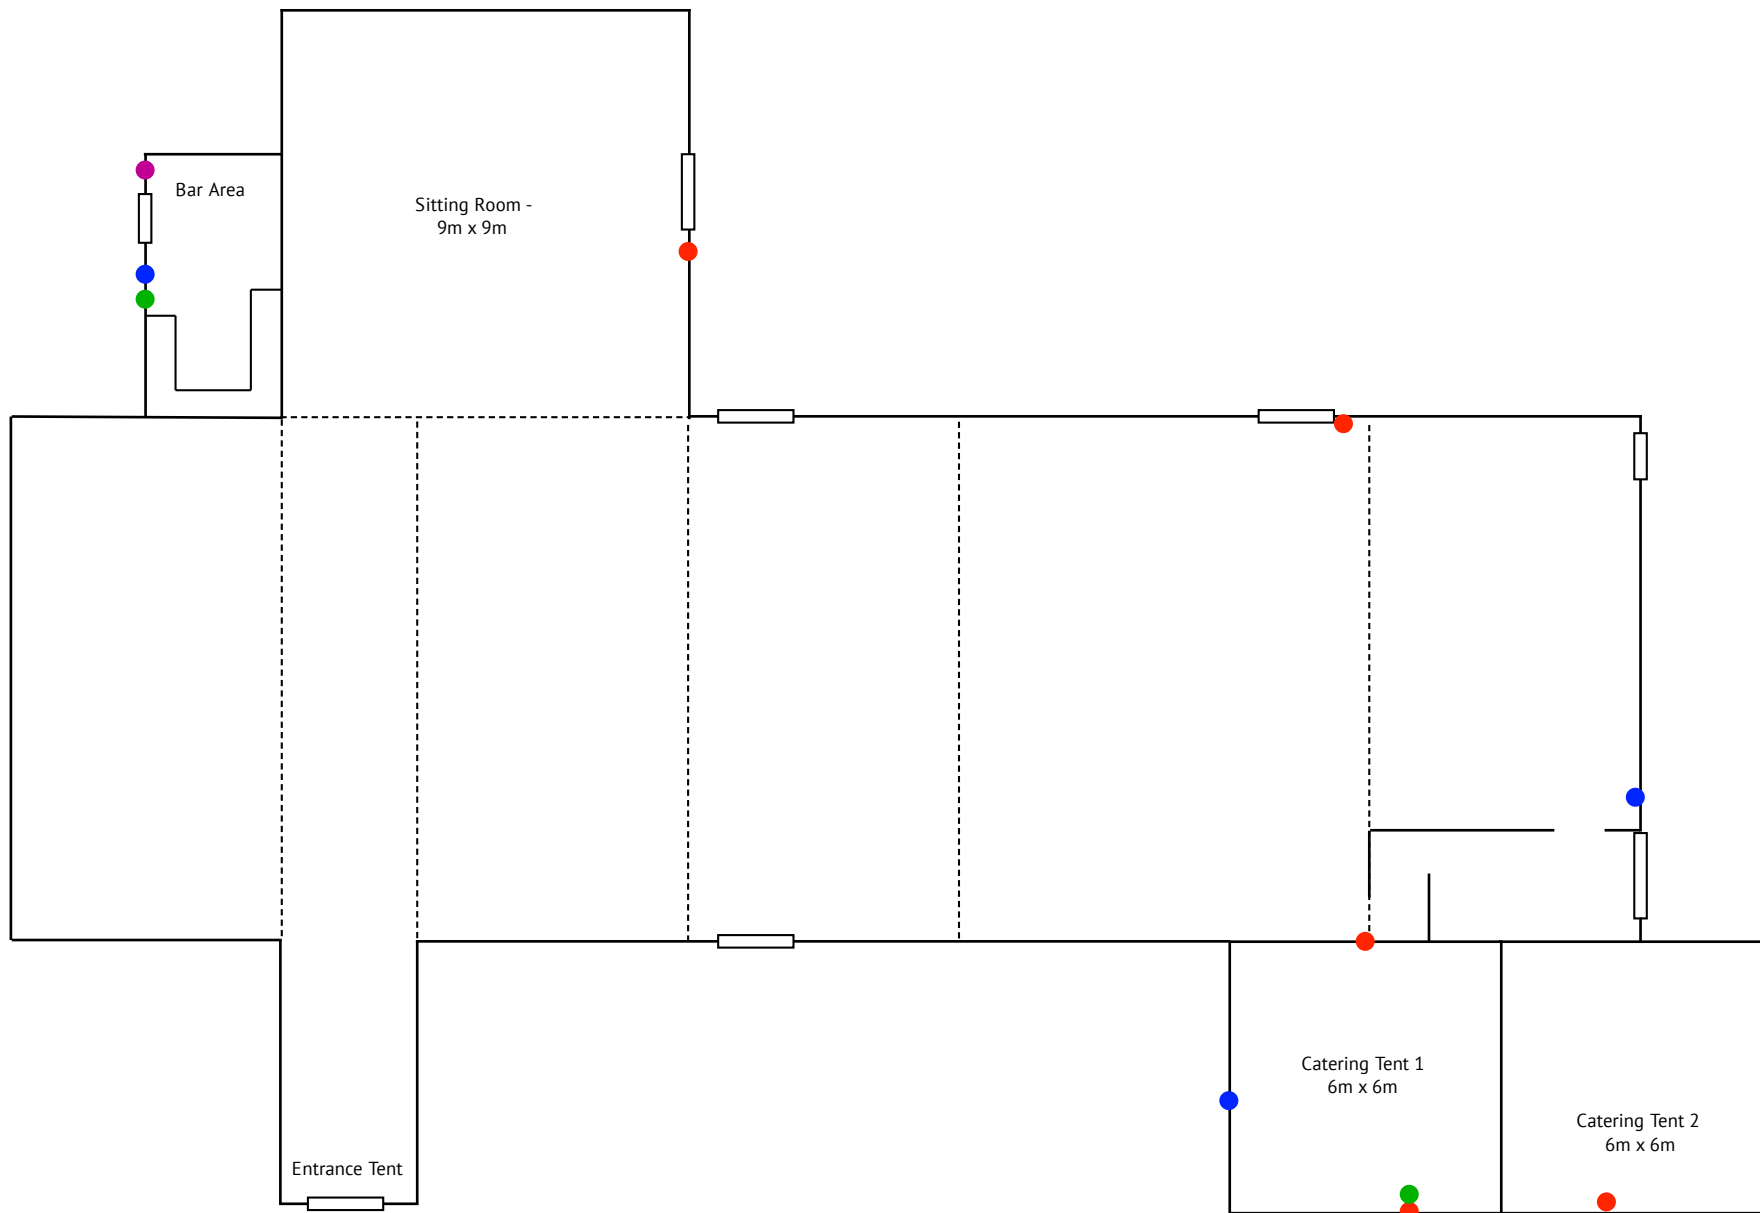 Bar Area
Sitting Room -
9m x 9m
Catering Tent 1
6m x 6m
Catering Tent 2
6m x 6m
Entrance Tent